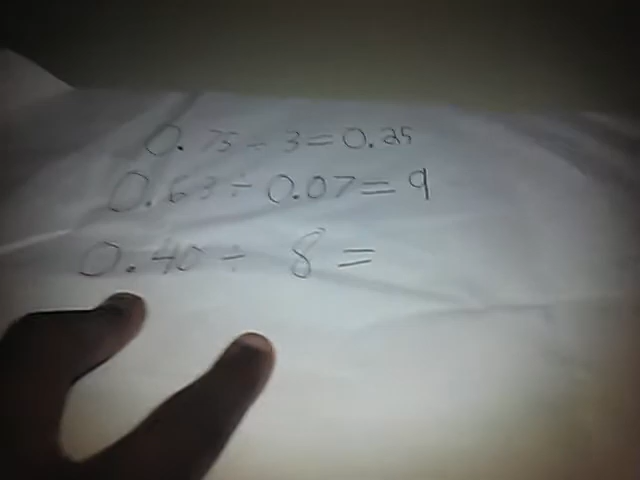 0.75 ÷ 3 = 0.25
0.63 ÷ 0.07 = 9
0.40 ÷ 8 =